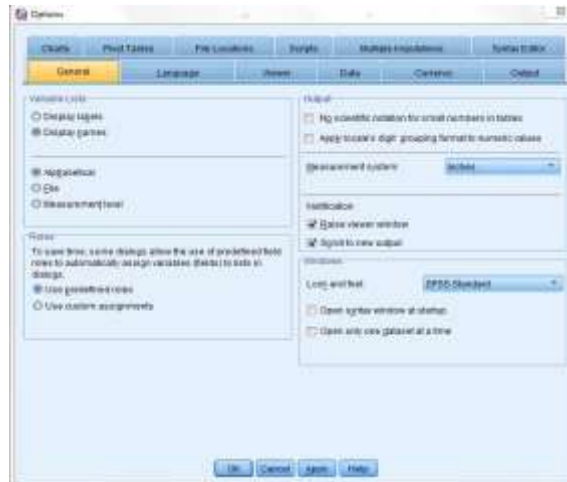 Options
Charts
Pivot Tables
File Locations
Scripts
Multiple Imputations
Syntax Editor
General
Language
Viewer
Data
Currency
Output
Variable Lists
Display labels
Display names
Alphabetical
File
Measurement level
Roles
To save time, some dialogs allow the use of predefined field
roles to automatically assign variables (fields) to lists in
dialogs.
Use predefined roles
Use custom assignments
Output
No scientific notation for small numbers in tables
Apply locale's digit grouping format to numeric values
Measurement system:
Inches
Notification
Raise viewer window
Scroll to new output
Windows
Look and feel:
SPSS Standard
Open syntax window at startup
Open only one dataset at a time
OK
Cancel
Apply
Help